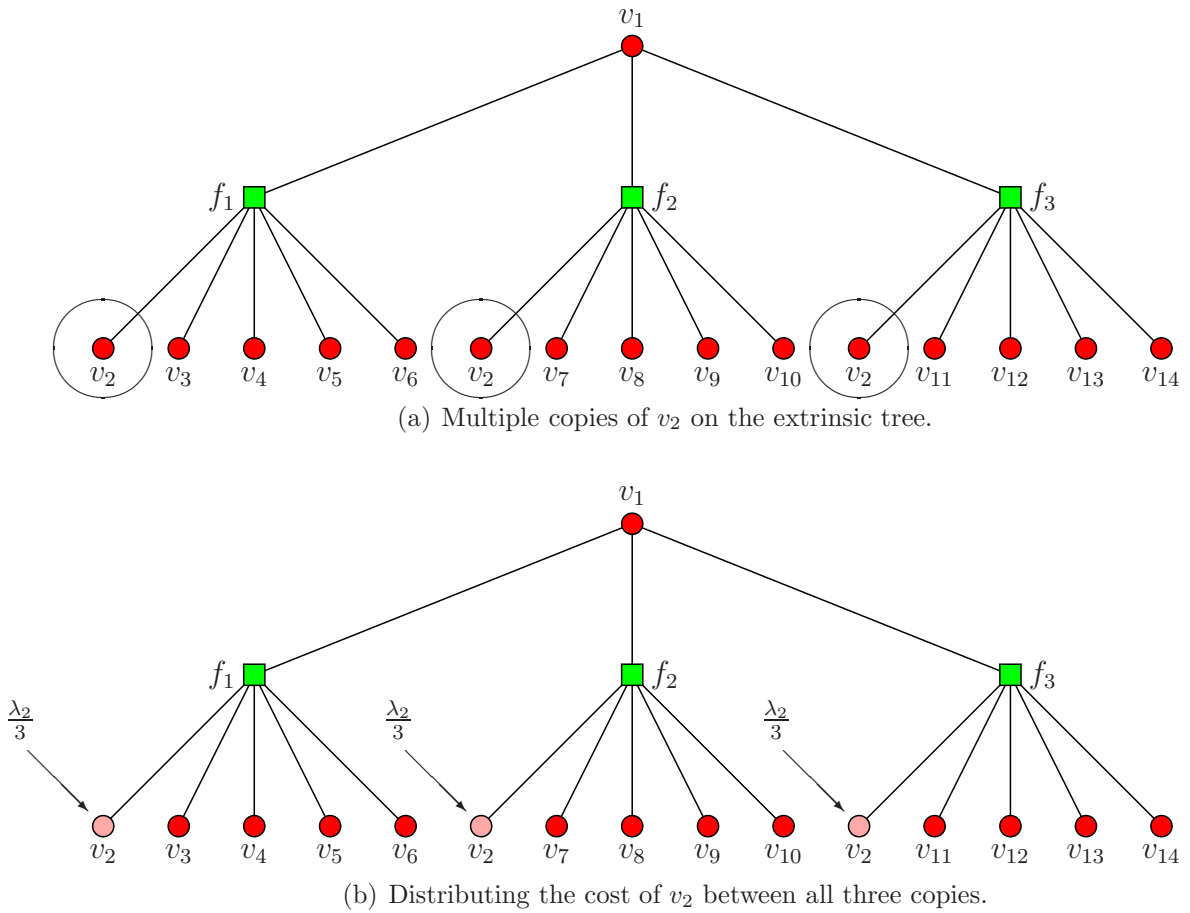 v₁
f₁ f₂ f₃
v₂ v₃ v₄ v₅ v₆ v₂ v₇ v₈ v₉ v₁₀ v₂ v₁₁ v₁₂ v₁₃ v₁₄
(a) Multiple copies of v₂ on the extrinsic tree.
v₁
f₁ f₂ f₃
λ₂/3 λ₂/3 λ₂/3
v₂ v₃ v₄ v₅ v₆ v₂ v₇ v₈ v₉ v₁₀ v₂ v₁₁ v₁₂ v₁₃ v₁₄
(b) Distributing the cost of v₂ between all three copies.